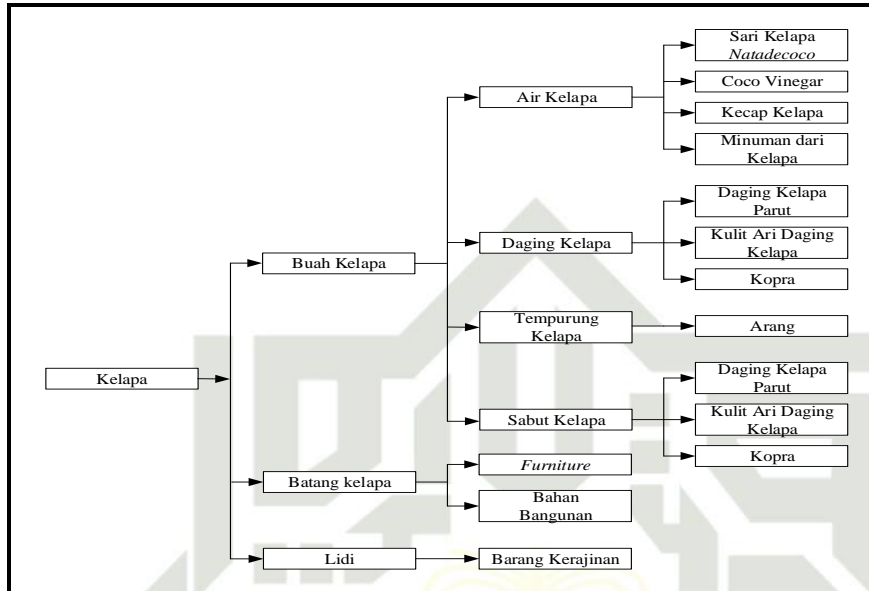 Kelapa
Buah Kelapa
Air Kelapa
Sari Kelapa
Natadecoco
Coco Vinegar
Kecap Kelapa
Minuman dari
Kelapa
Daging Kelapa
Daging Kelapa
Parut
Kulit Ari Daging
Kelapa
Kopra
Tempurung
Kelapa
Arang
Sabut Kelapa
Daging Kelapa
Parut
Kulit Ari Daging
Kelapa
Kopra
Batang kelapa
Furniture
Bahan
Bangunan
Lidi
Barang Kerajinan